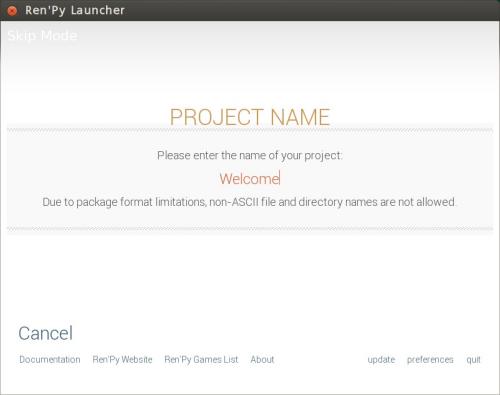 Ren'Py Launcher
Skip Mode
PROJECT NAME
Please enter the name of your project:
Welcome
Due to package format limitations, non-ASCII file and directory names are not allowed.
Cancel
Documentation Ren'Py Website Ren'Py Games List About update preferences quit